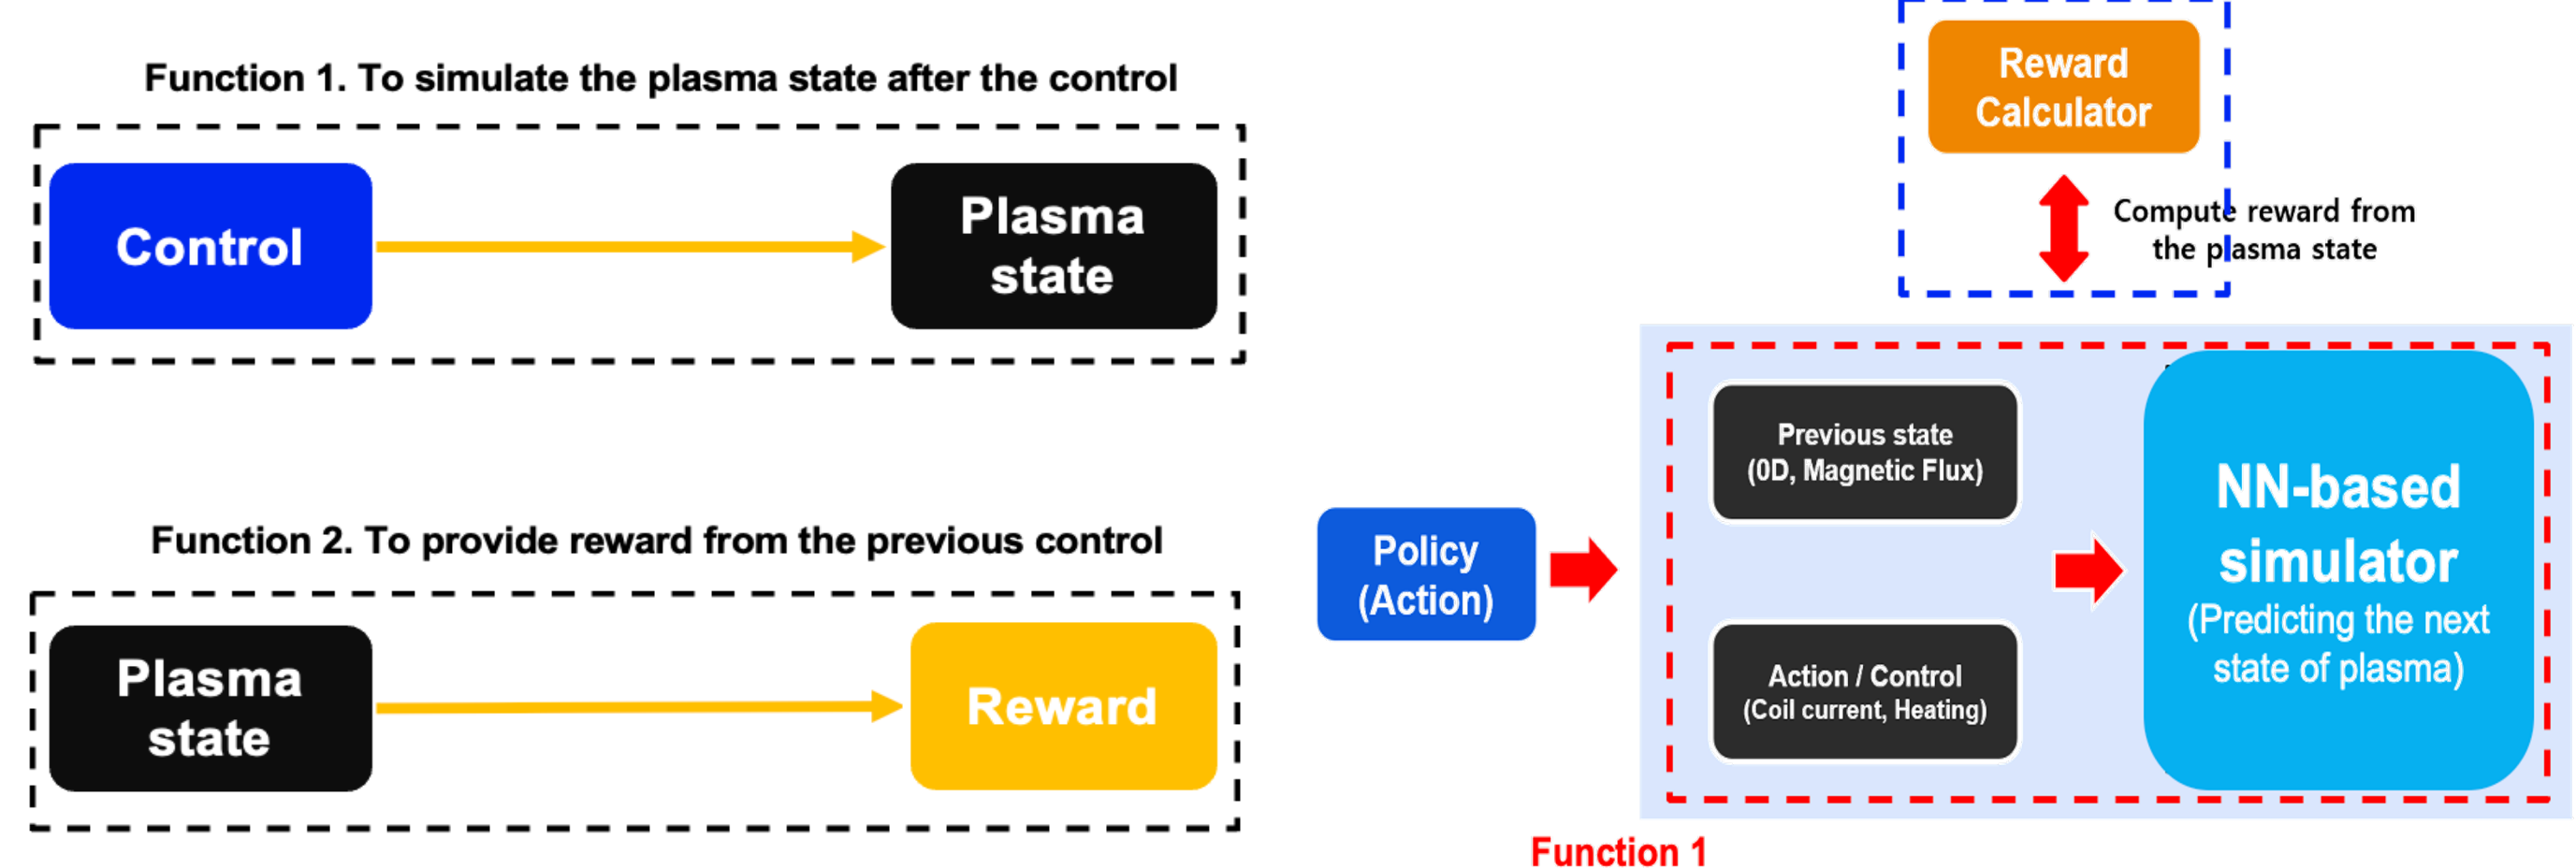 Function 1. To simulate the plasma state after the control
Control
Plasma
state
Function 2. To provide reward from the previous control
Plasma
state
Reward
Reward
Calculator
Compute reward from
the plasma state
Policy
(Action)
Previous state
(0D, Magnetic Flux)
Action / Control
(Coil current, Heating)
NN-based
simulator
(Predicting the next
state of plasma)
Function 1